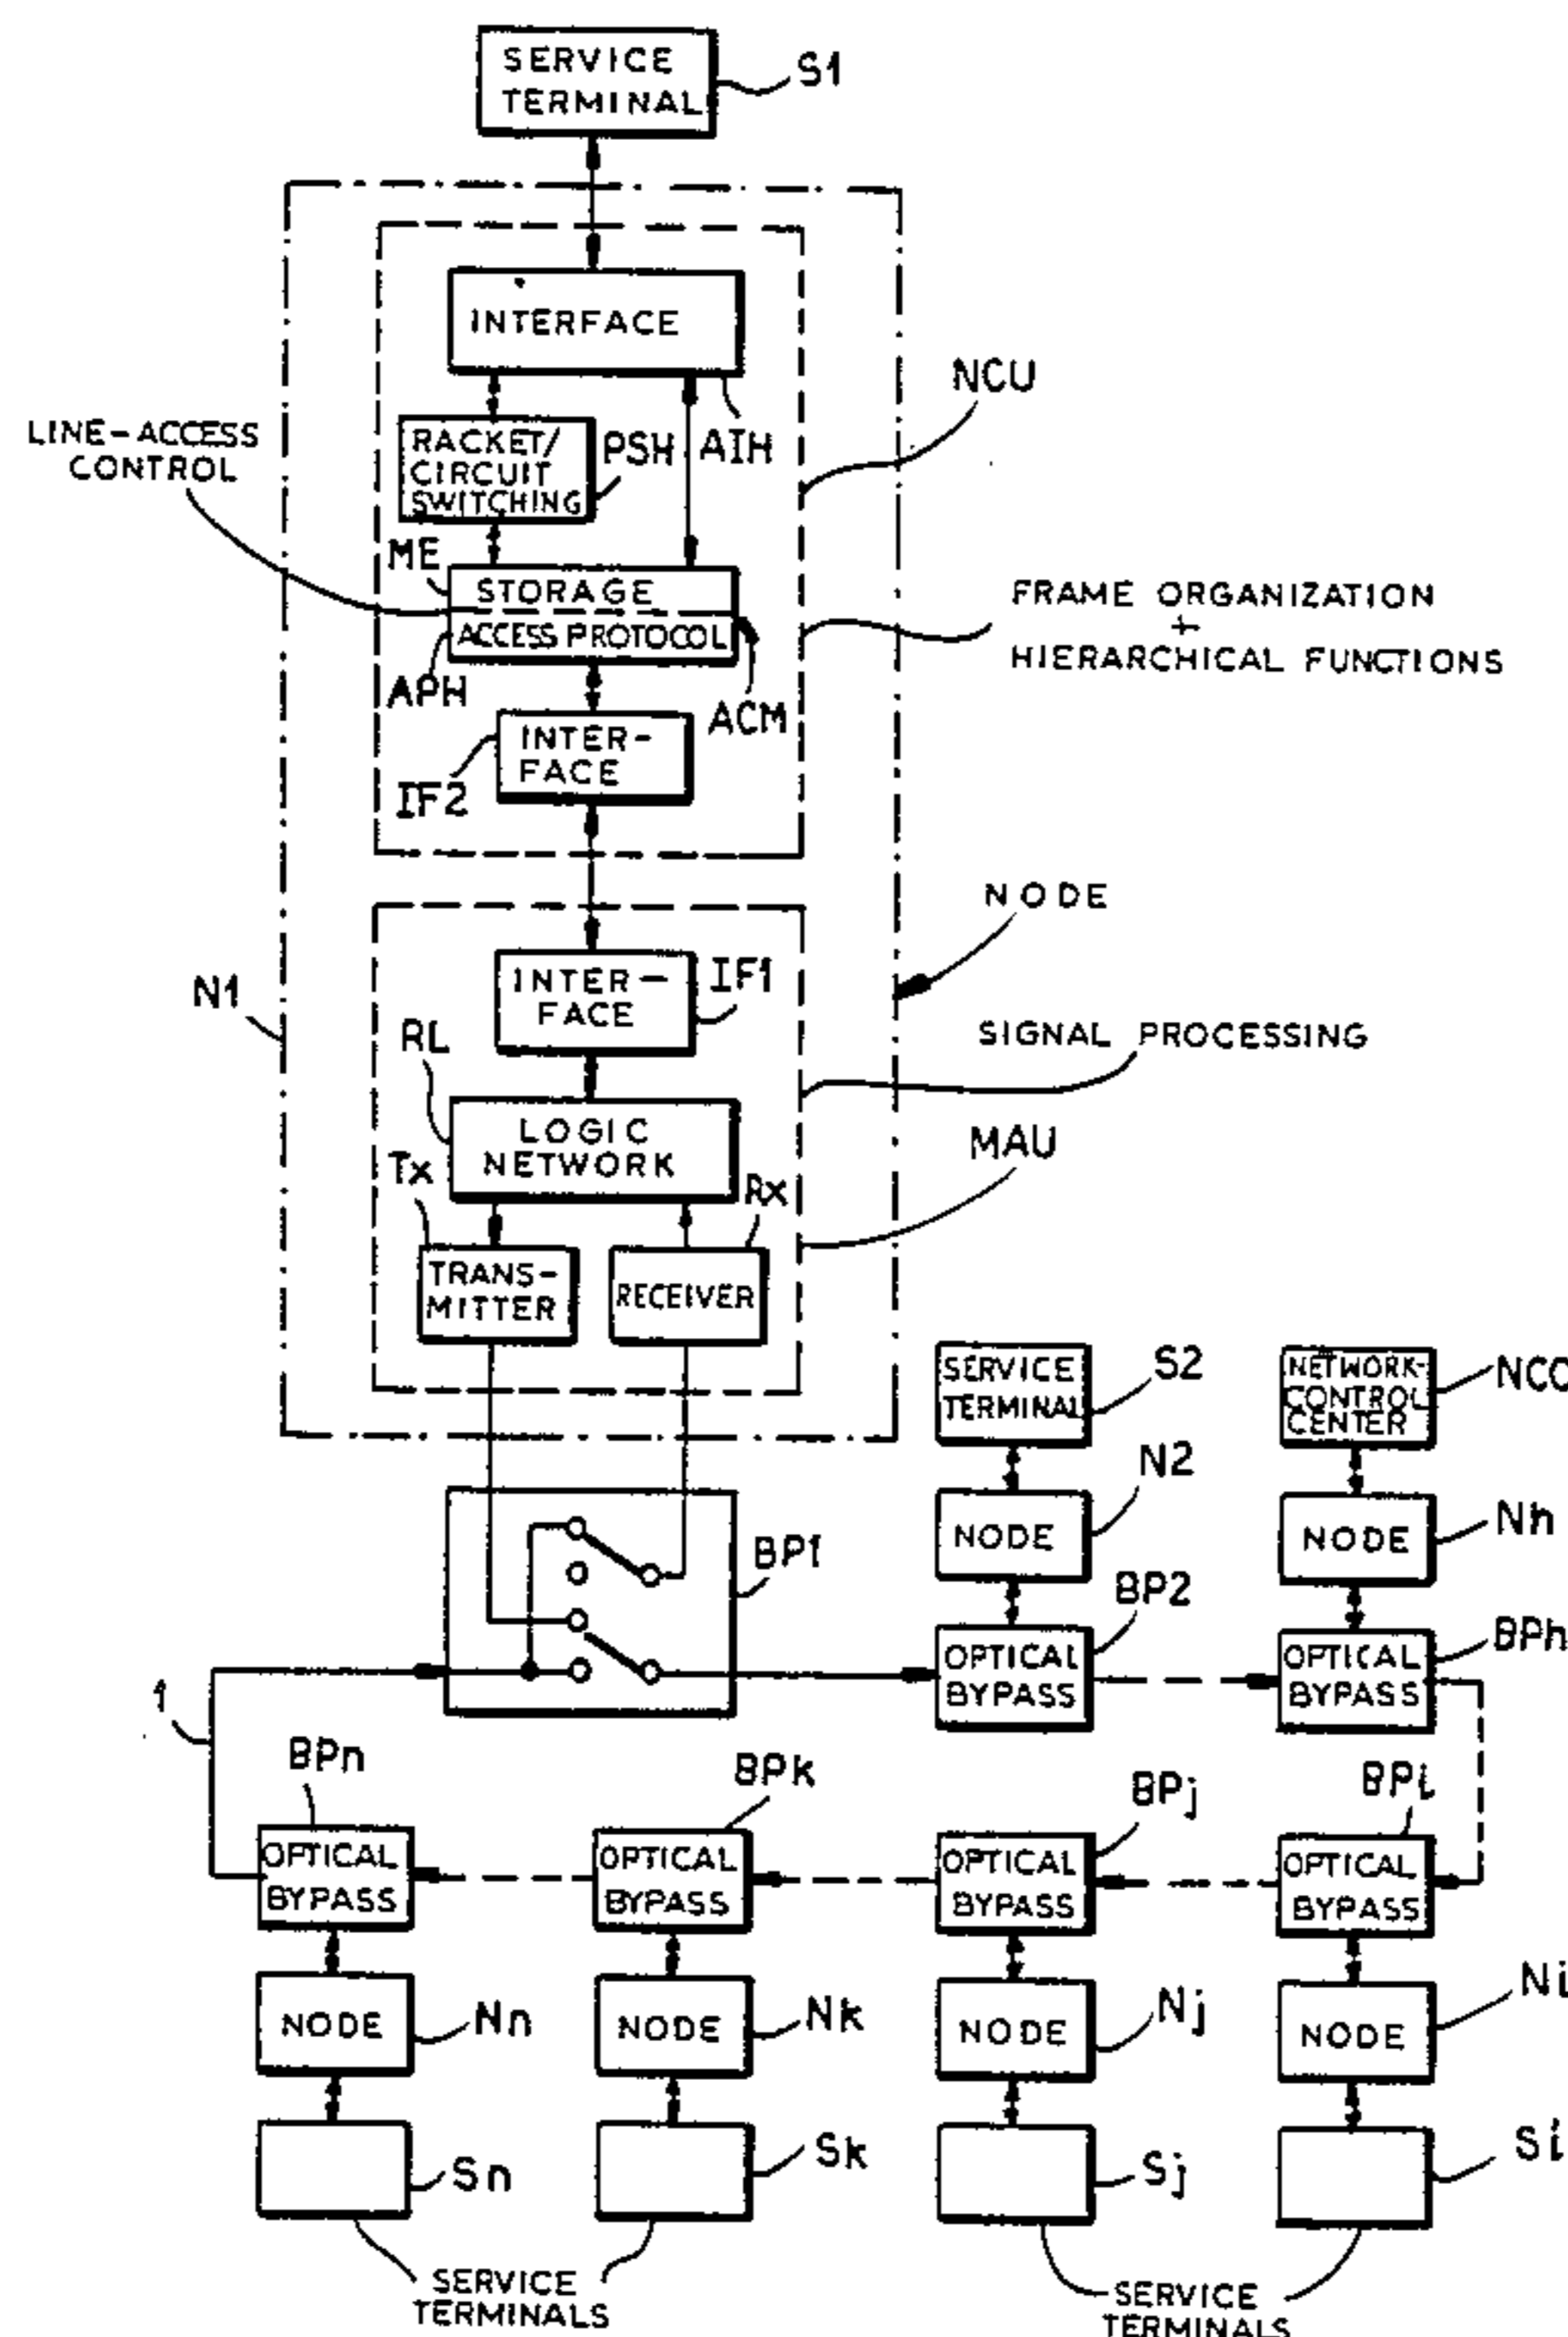 SERVICE
TERMINAL
S1
INTERFACE
NCU
LINE-ACCESS
CONTROL
RACKET/
CIRCUIT
SWITCHING
PSH
AIH
ME
STORAGE
ACCESS PROTOCOL
APH
ACM
FRAME ORGANIZATION
+
HIERARCHICAL FUNCTIONS
INTER-
FACE
IF2
NODE
N1
INTER-
FACE
IF1
SIGNAL PROCESSING
RL
LOGIC
NETWORK
MAU
Tx
Rx
TRANS-
MITTER
RECEIVER
SERVICE
TERMINAL
S2
NETWORK-
CONTROL
CENTER
NCC
N2
NODE
NODE
Nh
BP1
BP2
OPTICAL
BYPASS
OPTICAL
BYPASS
BPh
1
BPn
BPk
BPj
BPi
OPTICAL
BYPASS
OPTICAL
BYPASS
OPTICAL
BYPASS
OPTICAL
BYPASS
NODE
Nn
NODE
Nk
NODE
Nj
NODE
Ni
Sn
Sk
Sj
Si
SERVICE
TERMINALS
SERVICE
TERMINALS